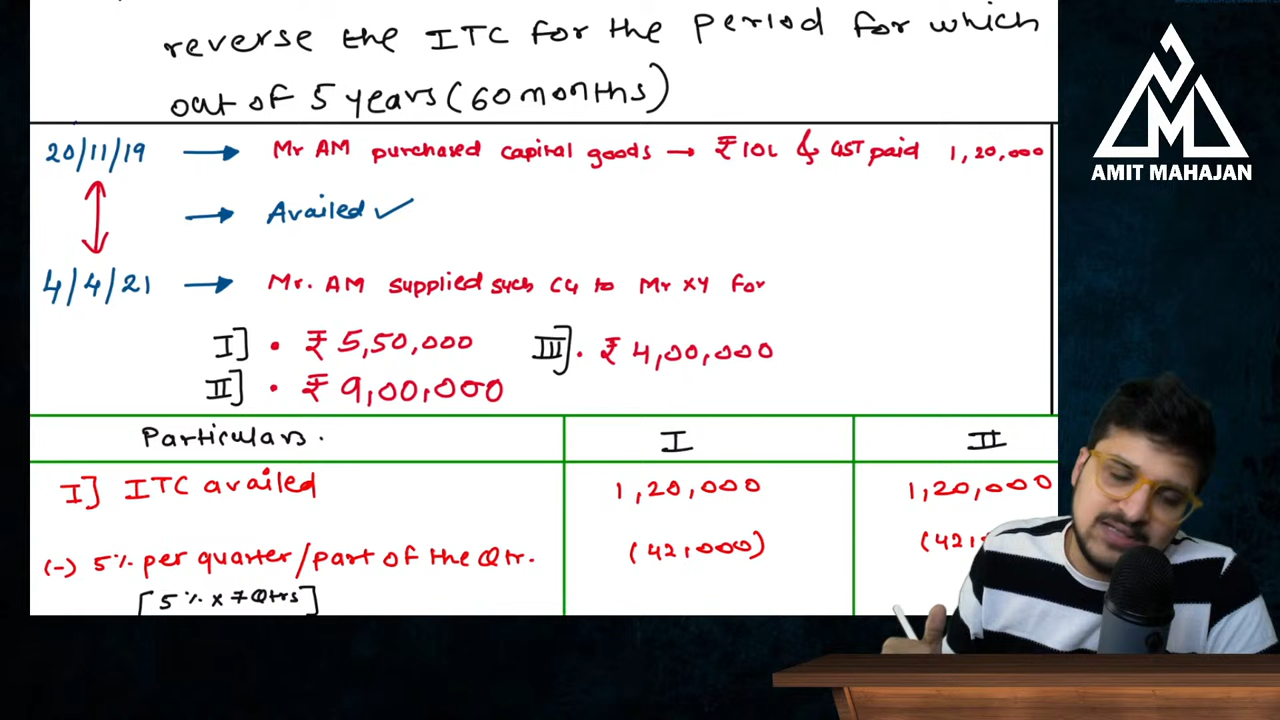 reverse the ITC for the period for which
out of 5 years (60 months)
20/11/19 → Mr AM purchased capital goods → ₹10L & GST paid 1,20,000
→ Availed ✓
4/4/21 → Mr. AM supplied such CG to Mr XY for
I] • ₹ 5,50,000 III] • ₹ 4,00,000
II] • ₹ 9,00,000
Particulars. I II
I] ITC availed 1,20,000 1,20,000
(-) 5% per quarter/part of the Qtr. (42,000) (42,
[5% x 7 Qtrs]
AMIT MAHAJAN